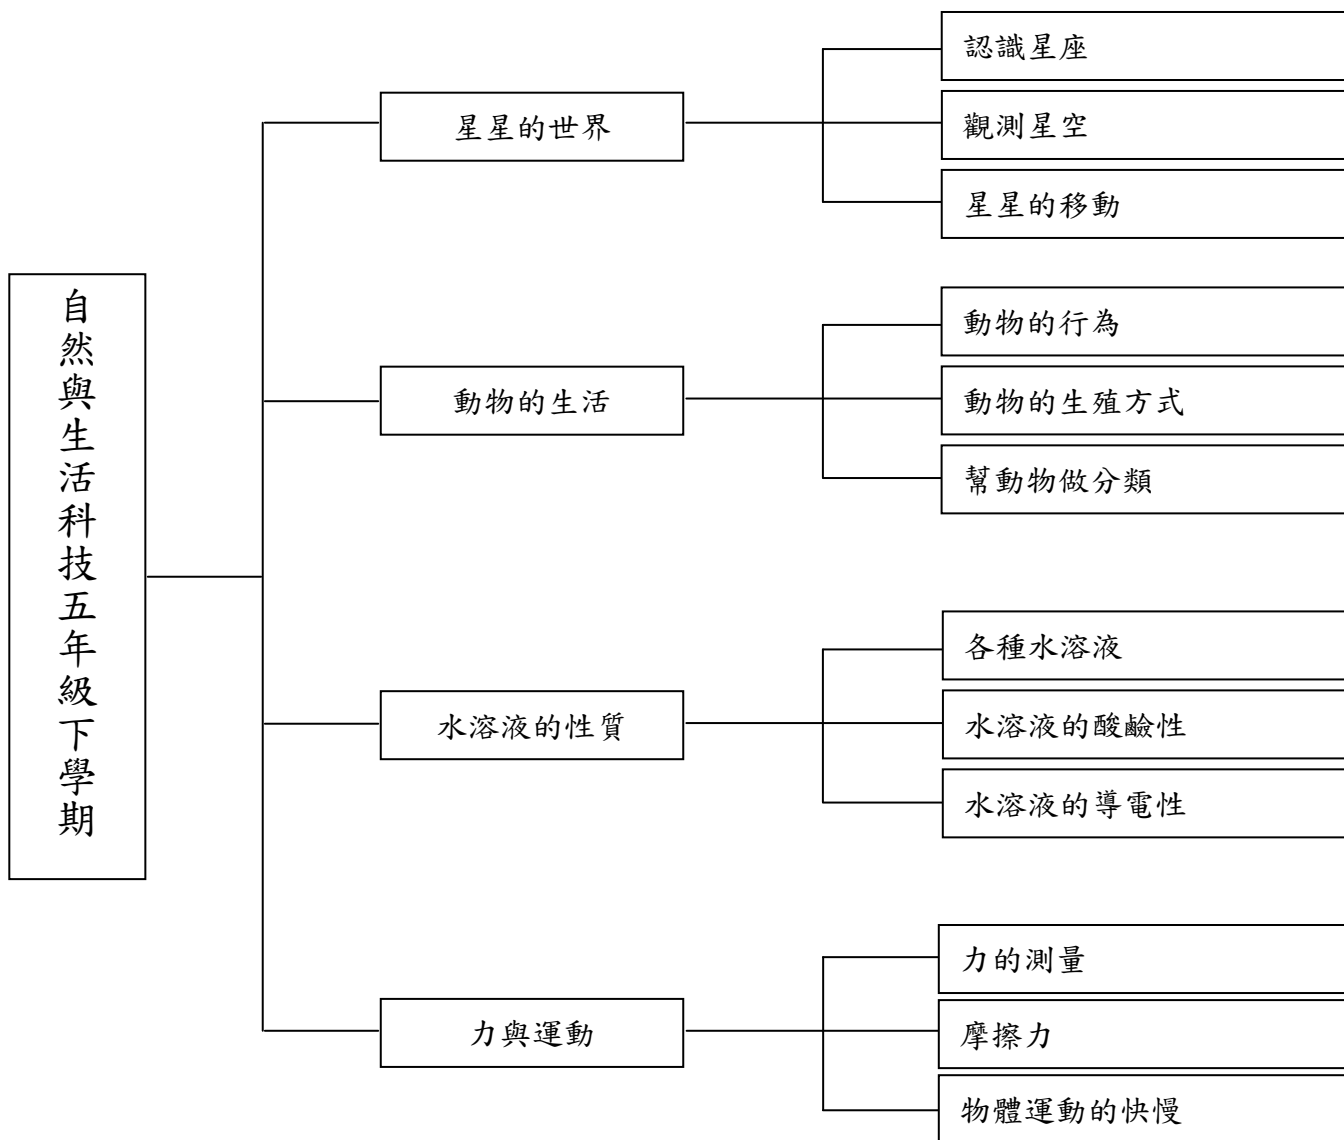 自然與生活科技五年級下學期
星星的世界
認識星座
觀測星空
星星的移動
動物的生活
動物的行為
動物的生殖方式
幫動物做分類
水溶液的性質
各種水溶液
水溶液的酸鹼性
水溶液的導電性
力與運動
力的測量
摩擦力
物體運動的快慢